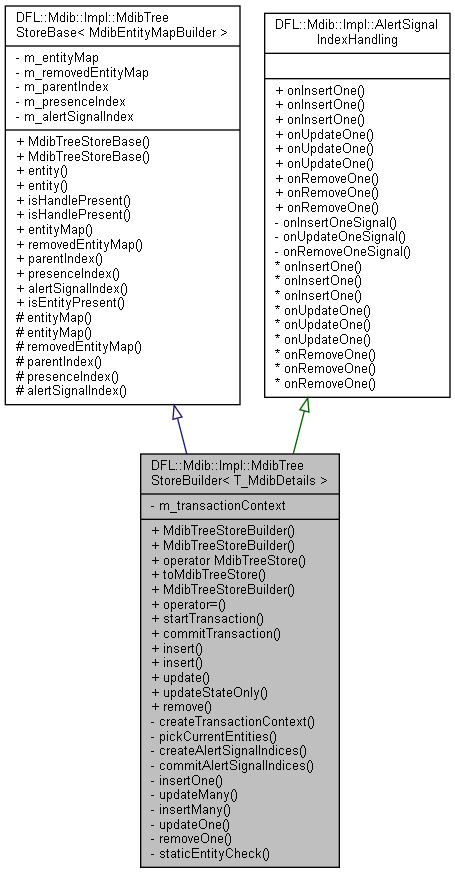 DFL::Mdib::Impl::MdibTree
StoreBase< MdibEntityMapBuilder >
- m_entityMap
- m_removedEntityMap
- m_parentIndex
- m_presenceIndex
- m_alertSignalIndex
+ MdibTreeStoreBase()
+ MdibTreeStoreBase()
+ entity()
+ entity()
+ isHandlePresent()
+ isHandlePresent()
+ entityMap()
+ removedEntityMap()
+ parentIndex()
+ presenceIndex()
+ alertSignalIndex()
+ isEntityPresent()
# entityMap()
# entityMap()
# removedEntityMap()
# parentIndex()
# presenceIndex()
# alertSignalIndex()
DFL::Mdib::Impl::AlertSignal
IndexHandling
+ onInsertOne()
+ onInsertOne()
+ onInsertOne()
+ onUpdateOne()
+ onUpdateOne()
+ onUpdateOne()
+ onRemoveOne()
+ onRemoveOne()
+ onRemoveOne()
- onInsertOneSignal()
- onUpdateOneSignal()
- onRemoveOneSignal()
* onInsertOne()
* onInsertOne()
* onInsertOne()
* onUpdateOne()
* onUpdateOne()
* onUpdateOne()
* onRemoveOne()
* onRemoveOne()
* onRemoveOne()
DFL::Mdib::Impl::MdibTree
StoreBuilder< T_MdibDetails >
- m_transactionContext
+ MdibTreeStoreBuilder()
+ MdibTreeStoreBuilder()
+ operator MdibTreeStore()
+ toMdibTreeStore()
+ MdibTreeStoreBuilder()
+ operator=()
+ startTransaction()
+ commitTransaction()
+ insert()
+ insert()
+ update()
+ updateStateOnly()
+ remove()
- createTransactionContext()
- pickCurrentEntities()
- createAlertSignalIndices()
- commitAlertSignalIndices()
- insertOne()
- updateMany()
- insertMany()
- updateOne()
- removeOne()
- staticEntityCheck()